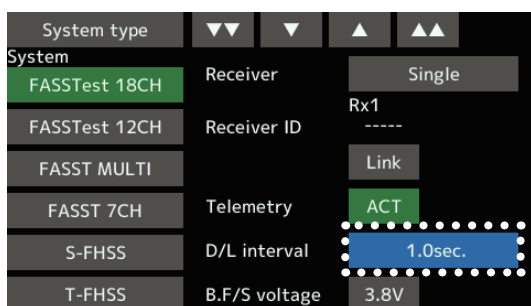 System type ▼▼ ▼ ▲ ▲▲
System
FASSTest 18CH
Receiver Single
Rx1
FASSTest 12CH
Receiver ID -----
FASST MULTI
Link
FASST 7CH
Telemetry ACT
S-FHSS
D/L interval 1.0sec.
T-FHSS
B.F/S voltage 3.8V